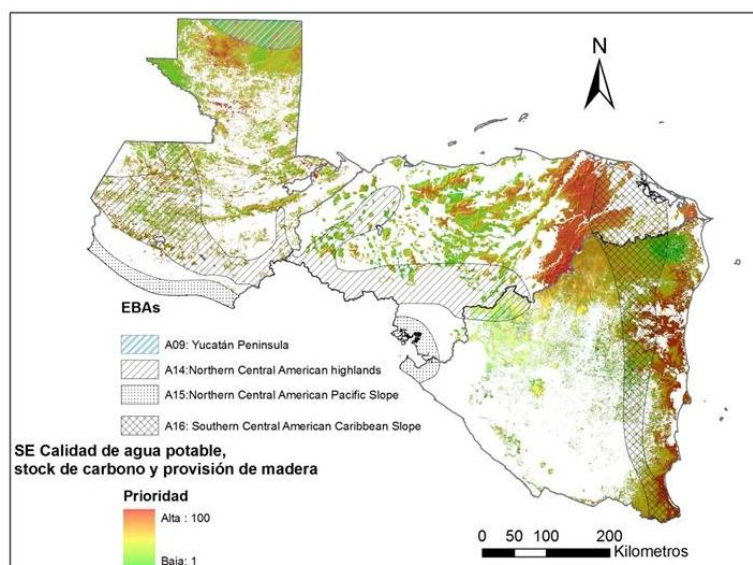 N
EBAs
A09: Yucatán Peninsula
A14: Northern Central American highlands
A15:Northern Central American Pacific Slope
A16: Southern Central American Caribbean Slope
SE Calidad de agua potable,
stock de carbono y provisión de madera
Prioridad
Alta : 100
Baja: 1
0 50 100 200
Kilometros